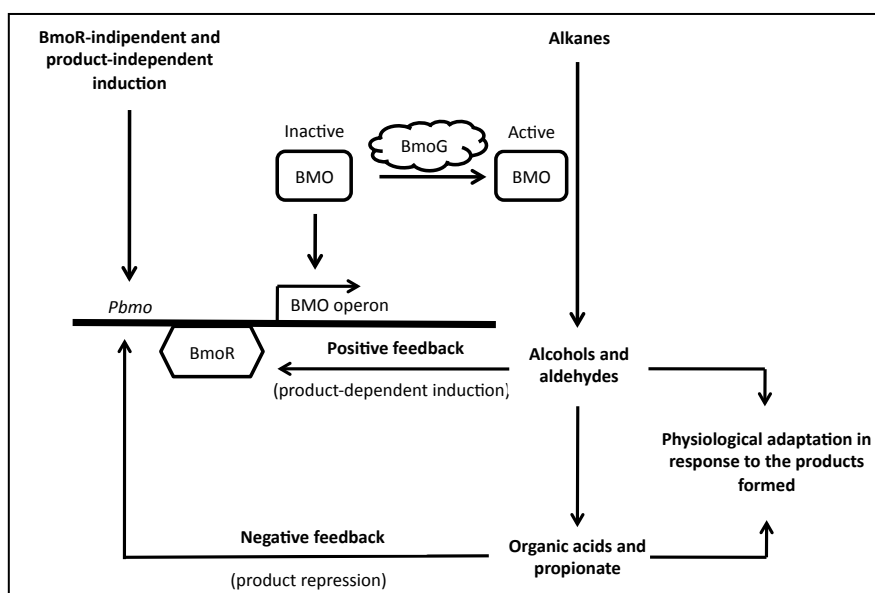 BmoR-indipendent and
product-independent
induction
Alkanes
Inactive
BmoG
Active
BMO
BMO
Pbmo
BMO operon
BmoR
Positive feedback
(product-dependent induction)
Alcohols and
aldehydes
Physiological adaptation in
response to the products
formed
Negative feedback
(product repression)
Organic acids and
propionate